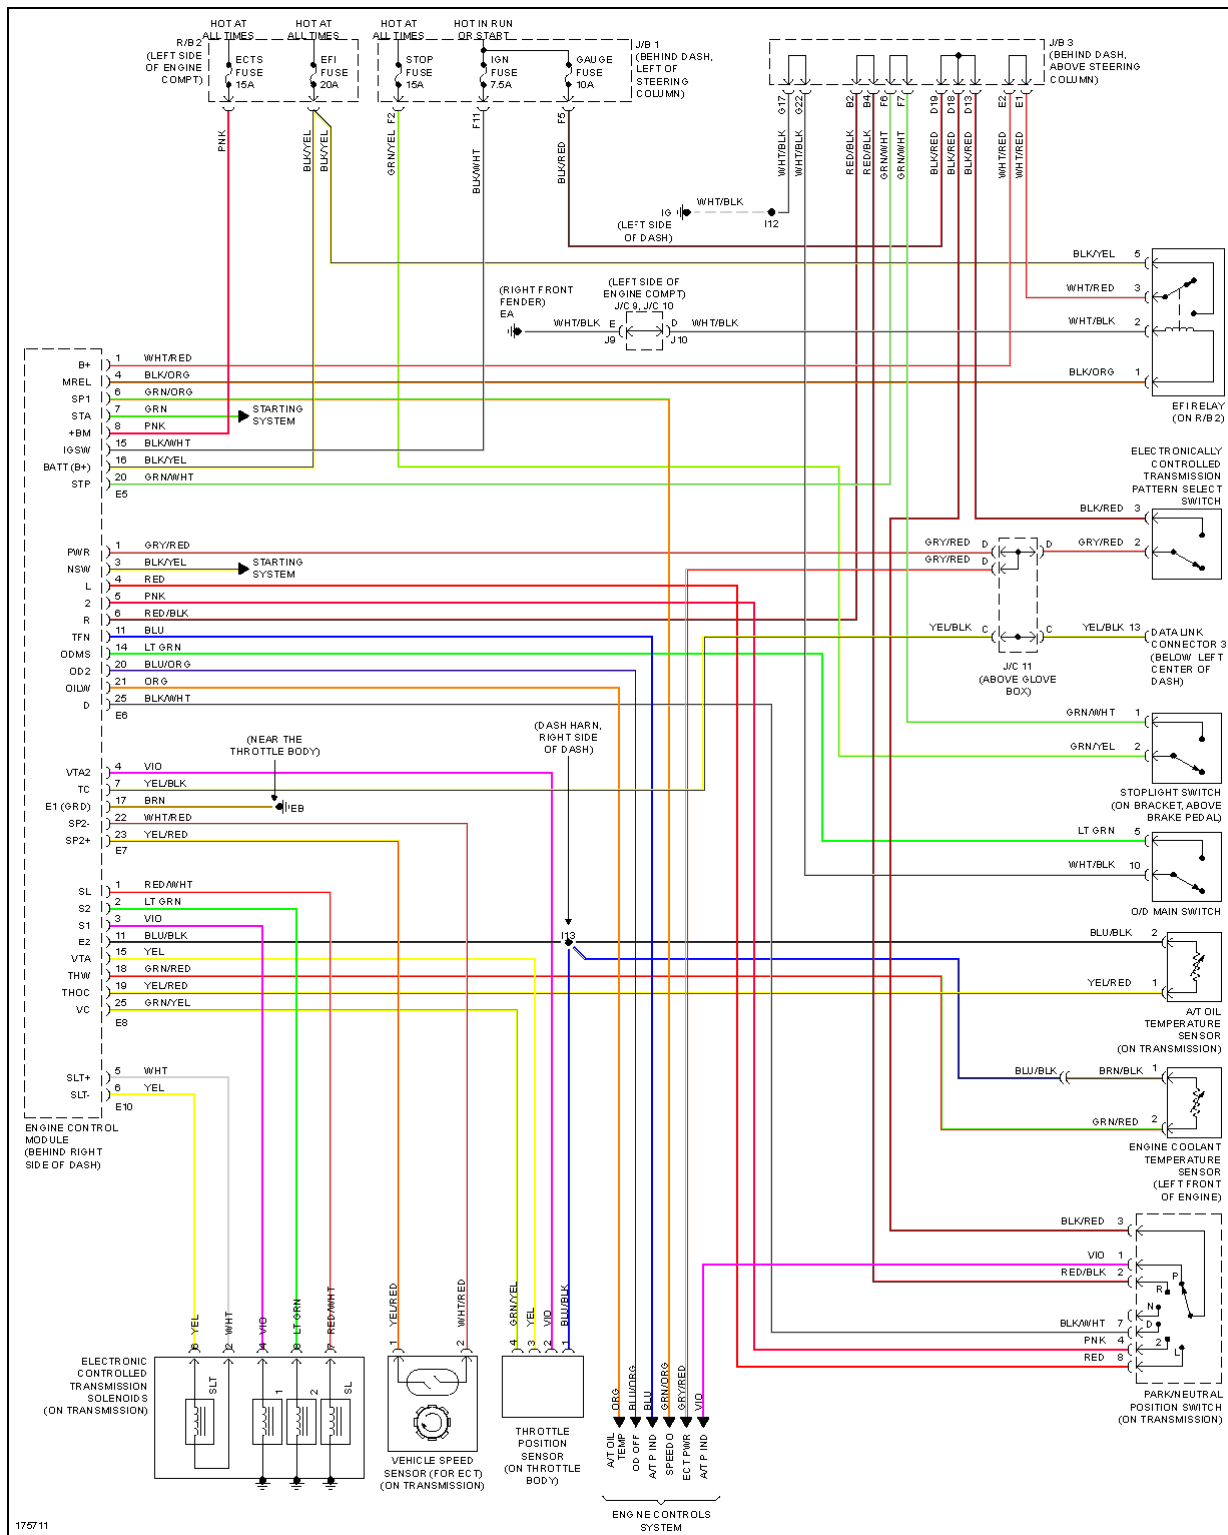 HOT AT
ALL TIMES
HOT AT
ALL TIMES
HOT AT
ALL TIMES
HOT IN RUN
OR START
R/B 2
(LEFT SIDE
OF ENGINE
COMPT)
ECTS
FUSE
15A
EFI
FUSE
20A
STOP
FUSE
15A
IGN
FUSE
7.5A
GAUGE
FUSE
10A
J/B 1
(BEHIND DASH,
LEFT OF
STEERING
COLUMN)
J/B 3
(BEHIND DASH,
ABOVE STEERING
COLUMN)
F2
F11
F5
G17
G22
B2
B4
F6
F7
D19
D18
D13
E2
E1
PNK
BLK/YEL
BLK/YEL
GRN/YEL
BLK/WHT
BLK/RED
WHT/BLK
WHT/BLK
RED/BLK
RED/BLK
GRN/WHT
GRN/WHT
BLK/RED
BLK/RED
BLK/RED
WHT/RED
WHT/RED
IG
WHT/BLK
I12
(LEFT SIDE
OF DASH)
(RIGHT FRONT
FENDER)
EA
(LEFT SIDE OF
ENGINE COMPT)
J/C 9, J/C 10
WHT/BLK
E
D
WHT/BLK
J9
J10
BLK/YEL 5
WHT/RED 3
WHT/BLK 2
BLK/ORG 1
EFI RELAY
(ON R/B 2)
B+ 1 WHT/RED
MREL 4 BLK/ORG
SP1 6 GRN/ORG
STA 7 GRN
STARTING
SYSTEM
+BM 8 PNK
IGSW 15 BLK/WHT
BATT (B+) 16 BLK/YEL
STP 20 GRN/WHT
E5
ELECTRONICALLY
CONTROLLED
TRANSMISSION
PATTERN SELECT
SWITCH
BLK/RED 3
GRY/RED 2
PWR 1 GRY/RED
NSW 3 BLK/YEL
STARTING
SYSTEM
L 4 RED
2 5 PNK
R 6 RED/BLK
TFN 11 BLU
ODMS 14 LT GRN
OD2 20 BLU/ORG
OILW 21 ORG
D 25 BLK/WHT
E6
GRY/RED D
D
GRY/RED D
YEL/BLK C
C
YEL/BLK 13
J/C 11
(ABOVE GLOVE
BOX)
DATA LINK
CONNECTOR 3
(BELOW LEFT
CENTER OF
DASH)
GRN/WHT 1
GRN/YEL 2
STOPLIGHT SWITCH
(ON BRACKET, ABOVE
BRAKE PEDAL)
(NEAR THE
THROTTLE BODY)
(DASH HARN,
RIGHT SIDE
OF DASH)
VTA2 4 VIO
TC 7 YEL/BLK
E1 (GRD) 17 BRN
EB
SP2- 22 WHT/RED
SP2+ 23 YEL/RED
E7
LT GRN 5
WHT/BLK 10
O/D MAIN SWITCH
SL 1 RED/WHT
S2 2 LT GRN
S1 3 VIO
E2 11 BLU/BLK
VTA 15 YEL
THW 18 GRN/RED
THOC 19 YEL/RED
VC 25 GRN/YEL
E8
I13
BLU/BLK 2
YEL/RED 1
A/T OIL
TEMPERATURE
SENSOR
(ON TRANSMISSION)
SLT+ 5 WHT
SLT- 6 YEL
E10
ENGINE CONTROL
MODULE
(BEHIND RIGHT
SIDE OF DASH)
BLU/BLK
BRN/BLK 1
GRN/RED 2
ENGINE COOLANT
TEMPERATURE
SENSOR
(LEFT FRONT
OF ENGINE)
BLK/RED 3
VIO 1
RED/BLK 2
BLK/WHT 7
PNK 4
RED 8
P
R
N
D
2
L
PARK/NEUTRAL
POSITION SWITCH
(ON TRANSMISSION)
YEL
WHT
VIO
LT GRN
RED/WHT
YEL/RED
WHT/RED
GRN/YEL
YEL
VIO
BLU/BLK
6
2
4
6
7
1
2
4
3
2
1
ELECTRONIC
CONTROLLED
TRANSMISSION
SOLENOIDS
(ON TRANSMISSION)
SLT
1
2
SL
VEHICLE SPEED
SENSOR (FOR ECT)
(ON TRANSMISSION)
THROTTLE
POSITION
SENSOR
(ON THROTTLE
BODY)
ORG
BLU/ORG
BLU
GRN/ORG
GRY/RED
VIO
A/T OIL
TEMP
OD OFF
A/T P IND
SPEEDO
ECT PWR
A/T P IND
ENGINE CONTROLS
SYSTEM
175711